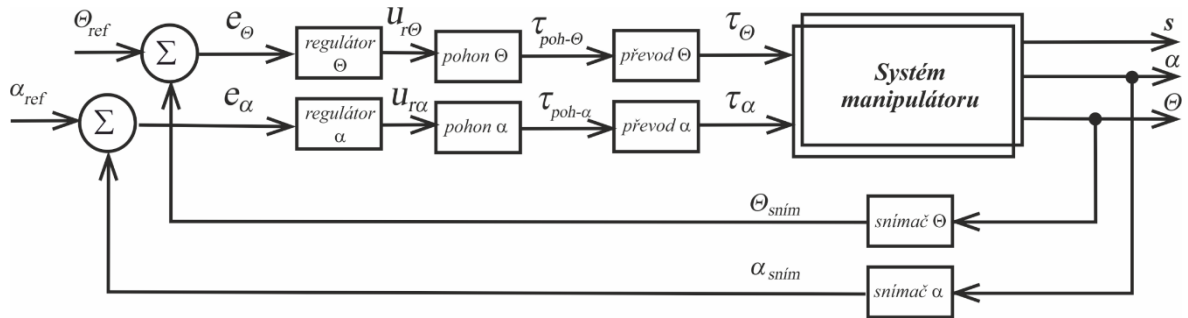 Θref
Σ
eΘ
regulátor
Θ
urΘ
pohon Θ
τpoh-Θ
převod Θ
τΘ
Systém
manipulátoru
s
α
Θ
αref
Σ
eα
regulátor
α
urα
pohon α
τpoh-α
převod α
τα
Θsním
snímač Θ
αsním
snímač α